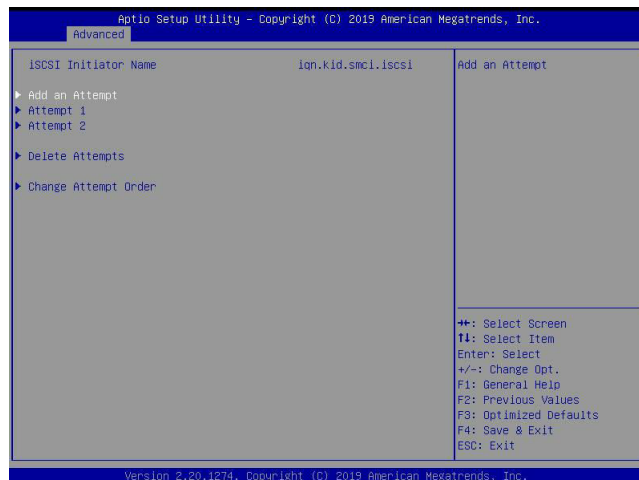 Aptio Setup Utility – Copyright (C) 2019 American Megatrends, Inc.
Advanced
iSCSI Initiator Name iqn.kid.smci.iscsi
Add an Attempt
Attempt 1
Attempt 2
Delete Attempts
Change Attempt Order
Add an Attempt
→←: Select Screen
↑↓: Select Item
Enter: Select
+/-: Change Opt.
F1: General Help
F2: Previous Values
F3: Optimized Defaults
F4: Save & Exit
ESC: Exit
Version 2.20.1274. Copyright (C) 2019 American Megatrends, Inc.